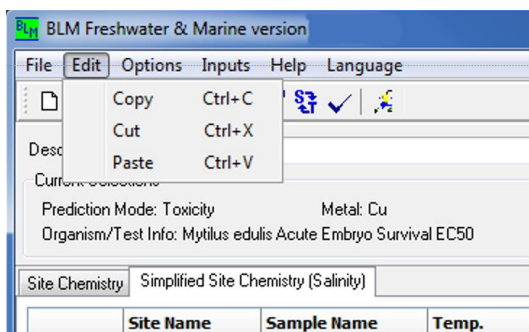 BLM BLM Freshwater & Marine version
File Edit Options Inputs Help Language
Copy Ctrl+C
Cut Ctrl+X
Paste Ctrl+V
Prediction Mode: Toxicity Metal: Cu
Organism/Test Info: Mytilus edulis Acute Embryo Survival EC50
Site Chemistry Simplified Site Chemistry (Salinity)
Site Name Sample Name Temp.